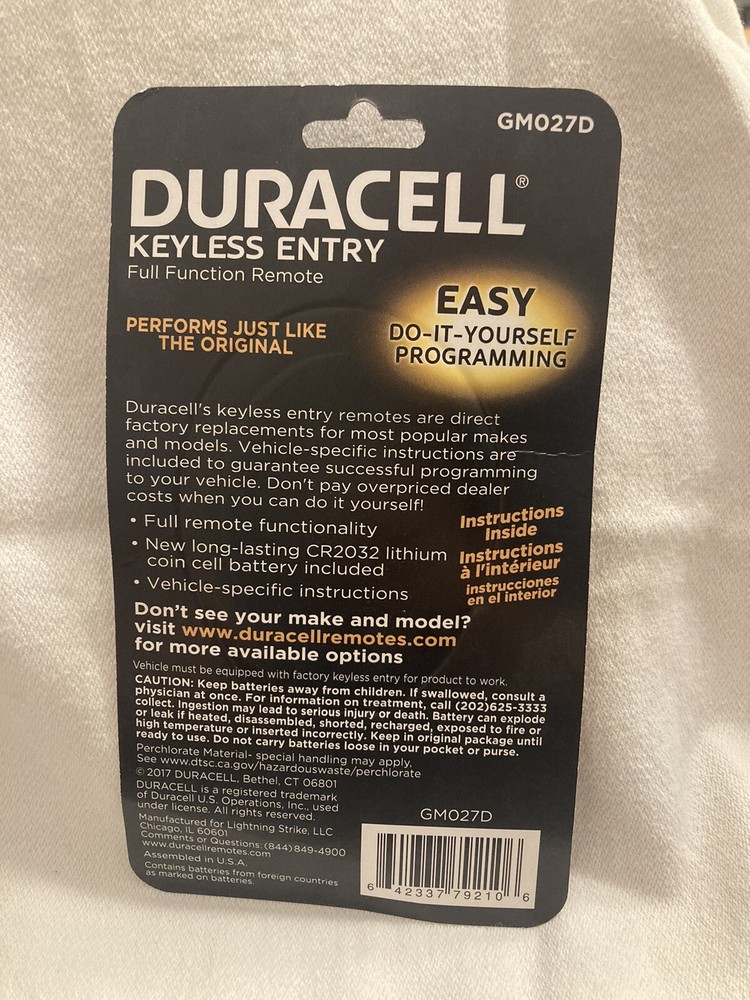 GM027D
DURACELL®
KEYLESS ENTRY
Full Function Remote
EASY
DO-IT-YOURSELF
PROGRAMMING
PERFORMS JUST LIKE
THE ORIGINAL
Duracell's keyless entry remotes are direct
factory replacements for most popular makes
and models. Vehicle-specific instructions are
included to guarantee successful programming
to your vehicle. Don't pay overpriced dealer
costs when you can do it yourself!
• Full remote functionality
• New long-lasting CR2032 lithium
coin cell battery included
• Vehicle-specific instructions
Instructions
Inside
Instructions
à l'intérieur
instrucciones
en el interior
Don't see your make and model?
visit www.duracellremotes.com
for more available options
Vehicle must be equipped with factory keyless entry for product to work.
CAUTION: Keep batteries away from children. If swallowed, consult a
physician at once. For information on treatment, call (202)625-3333
collect. Ingestion may lead to serious injury or death. Battery can explode
or leak if heated, disassembled, shorted, recharged, exposed to fire or
high temperature or inserted incorrectly. Keep in original package until
ready to use. Do not carry batteries loose in your pocket or purse.
Perchlorate Material- special handling may apply,
See www.dtsc.ca.gov/hazardouswaste/perchlorate
© 2017 DURACELL, Bethel, CT 06801
DURACELL is a registered trademark
of Duracell U.S. Operations, Inc., used
under license. All rights reserved.
Manufactured for Lightning Strike, LLC
Chicago, IL 60601
Comments or Questions: (844)849-4900
www.duracellremotes.com
Assembled in U.S.A.
Contains batteries from foreign countries
as marked on batteries.
GM027D
6 42337 79210 6